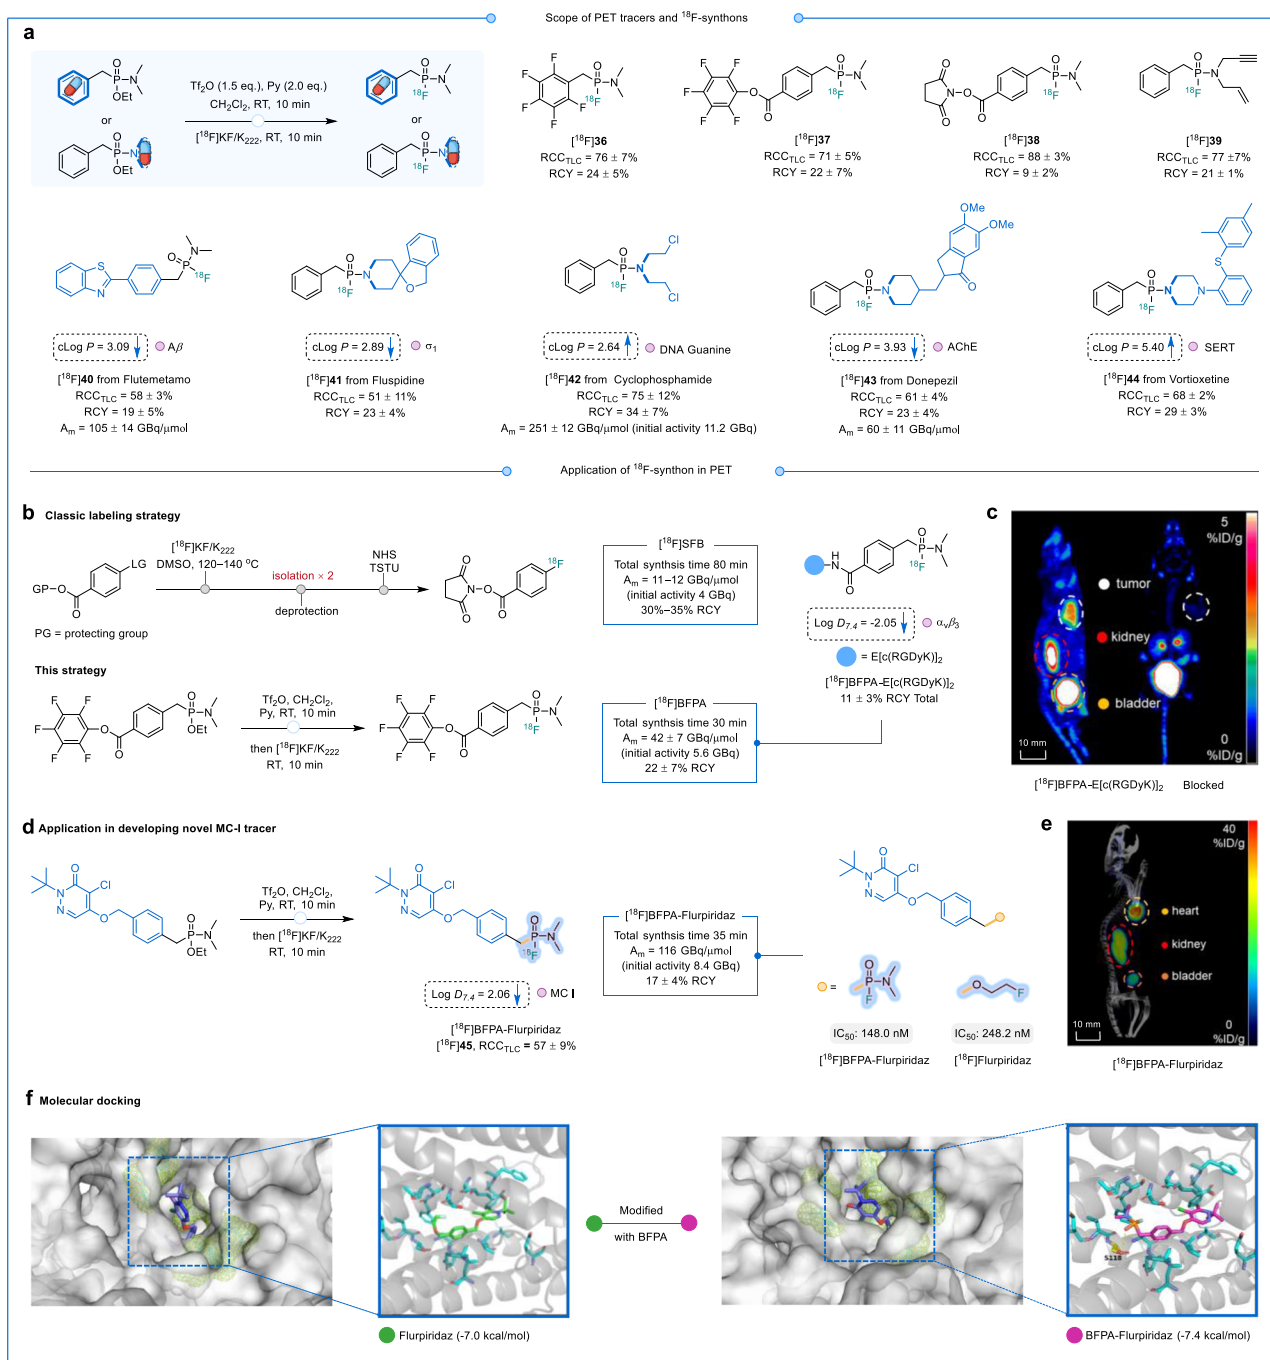 Scope of PET tracers and ¹⁸F-synthons
a
Tf₂O (1.5 eq.), Py (2.0 eq.)
CH₂Cl₂, RT, 10 min
[¹⁸F]KF/K₂₂₂, RT, 10 min
or
or
[¹⁸F]36
RCC_TLC = 76 ± 7%
RCY = 24 ± 5%
[¹⁸F]37
RCC_TLC = 71 ± 5%
RCY = 22 ± 7%
[¹⁸F]38
RCC_TLC = 88 ± 3%
RCY = 9 ± 2%
[¹⁸F]39
RCC_TLC = 77 ±7%
RCY = 21 ± 1%
cLog P = 3.09
Aβ
[¹⁸F]40 from Flutemetamo
RCC_TLC = 58 ± 3%
RCY = 19 ± 5%
Aₘ = 105 ± 14 GBq/μmol
cLog P = 2.89
σ₁
[¹⁸F]41 from Fluspidine
RCC_TLC = 51 ± 11%
RCY = 23 ± 4%
cLog P = 2.64
DNA Guanine
[¹⁸F]42 from Cyclophosphamide
RCC_TLC = 75 ± 12%
RCY = 34 ± 7%
Aₘ = 251 ± 12 GBq/μmol (initial activity 11.2 GBq)
cLog P = 3.93
AChE
[¹⁸F]43 from Donepezil
RCC_TLC = 61 ± 4%
RCY = 23 ± 4%
Aₘ = 60 ± 11 GBq/μmol
cLog P = 5.40
SERT
[¹⁸F]44 from Vortioxetine
RCC_TLC = 68 ± 2%
RCY = 29 ± 3%
Application of ¹⁸F-synthon in PET
b Classic labeling strategy
[¹⁸F]KF/K₂₂₂
DMSO, 120–140 °C
isolation × 2
deprotection
NHS
TSTU
LG
GP
PG = protecting group
[¹⁸F]SFB
Total synthesis time 80 min
Aₘ = 11–12 GBq/μmol
(initial activity 4 GBq)
30%–35% RCY
Log D₇.₄ = -2.05
αᵥβ₃
= E[c(RGDyK)]₂
[¹⁸F]BFPA-E[c(RGDyK)]₂
11 ± 3% RCY Total
This strategy
Tf₂O, CH₂Cl₂,
Py, RT, 10 min
then [¹⁸F]KF/K₂₂₂
RT, 10 min
[¹⁸F]BFPA
Total synthsis time 30 min
Aₘ = 42 ± 7 GBq/μmol
(initial activity 5.6 GBq)
22 ± 7% RCY
c
5
%ID/g
tumor
kidney
bladder
0
%ID/g
10 mm
[¹⁸F]BFPA-E[c(RGDyK)]₂ Blocked
d Application in developing novel MC-I tracer
Tf₂O, CH₂Cl₂,
Py, RT, 10 min
then [¹⁸F]KF/K₂₂₂
RT, 10 min
Log D₇.₄ = 2.06
MC I
[¹⁸F]BFPA-Flurpiridaz
[¹⁸F]45, RCC_TLC = 57 ± 9%
[¹⁸F]BFPA-Flurpiridaz
Total synthsis time 35 min
Aₘ = 116 GBq/μmol
(initial activity 8.4 GBq)
17 ± 4% RCY
IC₅₀: 148.0 nM
[¹⁸F]BFPA-Flurpiridaz
IC₅₀: 248.2 nM
[¹⁸F]Flurpiridaz
e
40
%ID/g
heart
kidney
bladder
0
%ID/g
10 mm
[¹⁸F]BFPA-Flurpiridaz
f Molecular docking
Modified
with BFPA
S118
Flurpiridaz (-7.0 kcal/mol)
BFPA-Flurpiridaz (-7.4 kcal/mol)